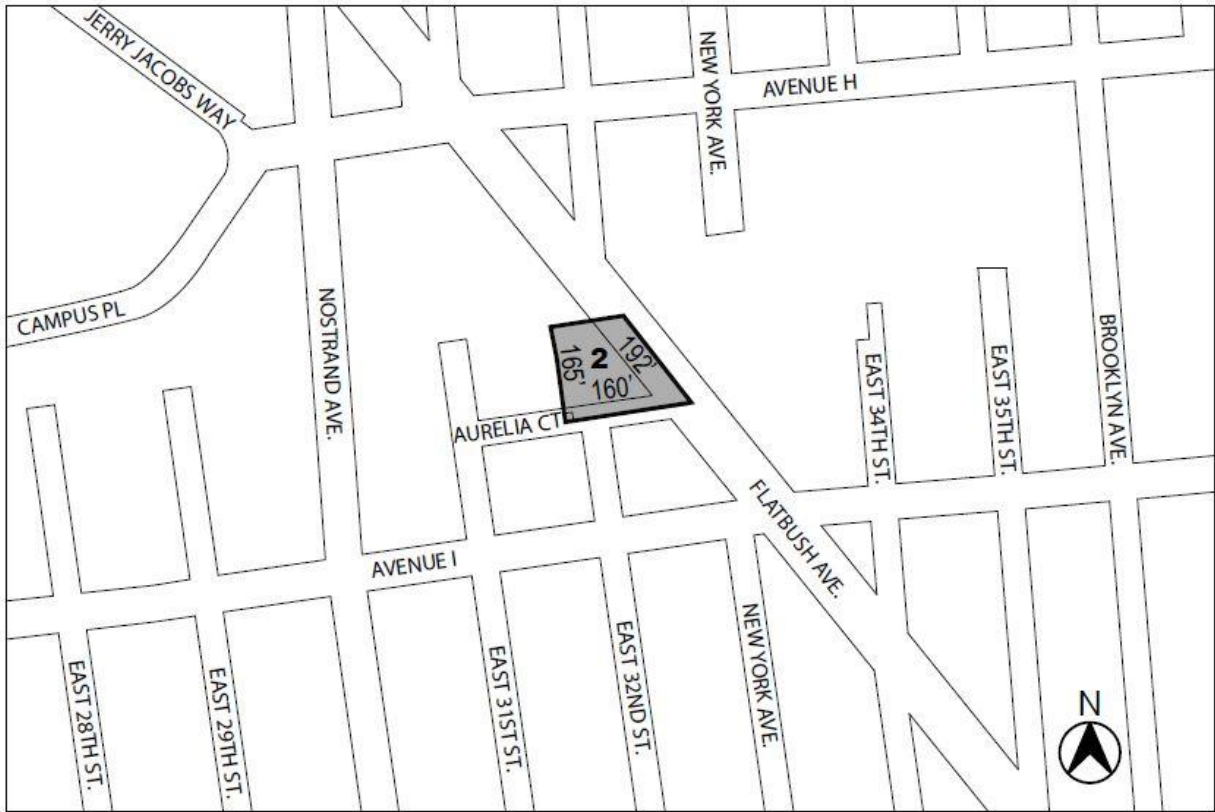 JERRY JACOBS WAY
NEW YORK AVE.
AVENUE H
CAMPUS PL
NOSTRAND AVE.
2
192'
165'
160'
AURELIA CT
EAST 34TH ST.
EAST 35TH ST.
BROOKLYN AVE.
FLATBUSH AVE.
AVENUE I
EAST 28TH ST.
EAST 29TH ST.
EAST 31ST ST.
EAST 32ND ST.
NEW YORK AVE.
N